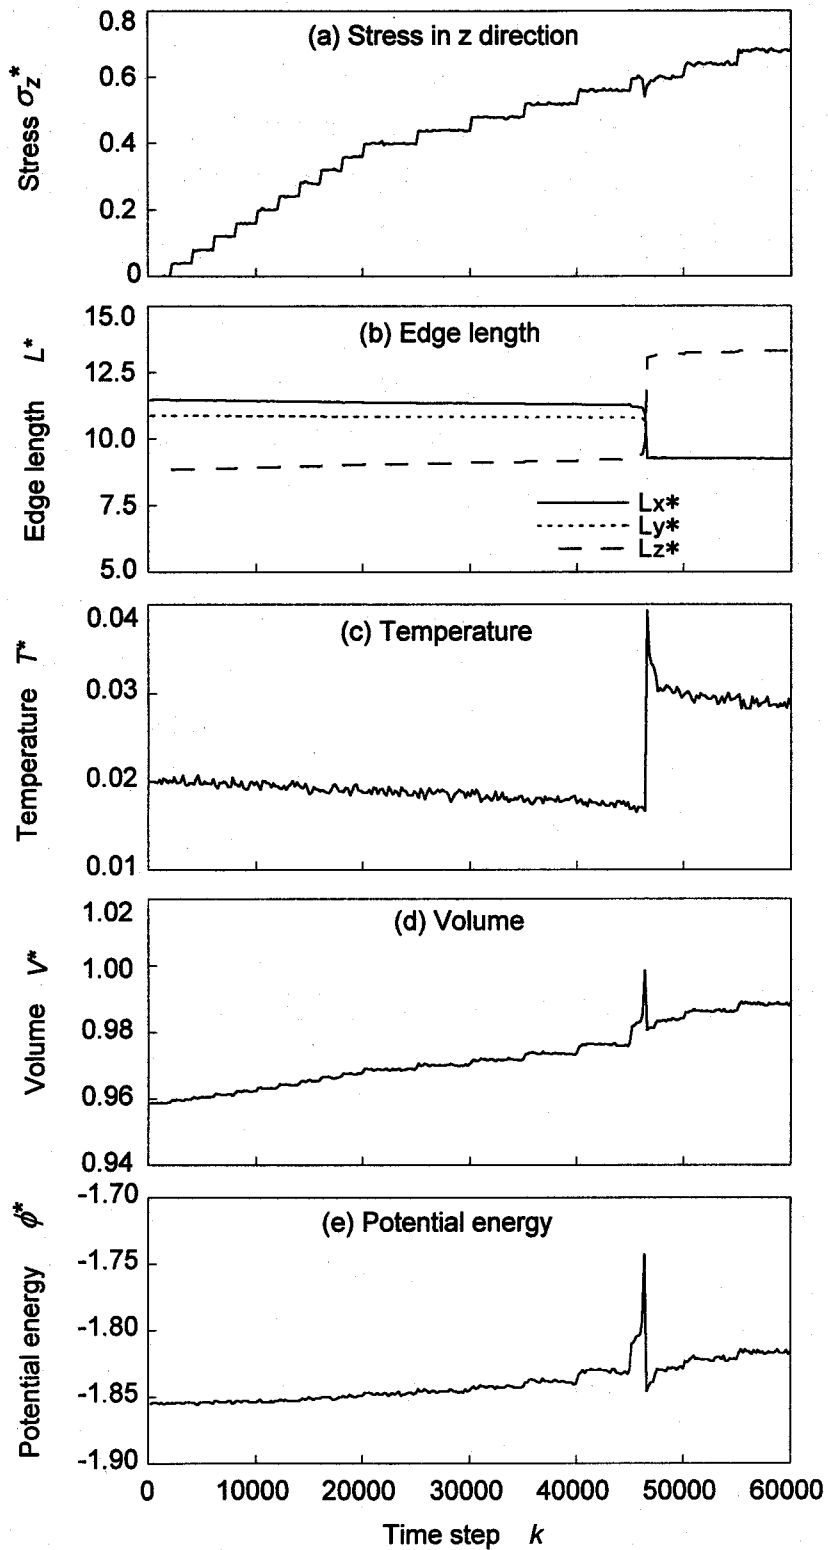 (a) Stress in z direction
Stress σz*
0.8
0.6
0.4
0.2
0
(b) Edge length
Edge length L*
15.0
12.5
10.0
7.5
5.0
Lx*
Ly*
Lz*
(c) Temperature
Temperature T*
0.04
0.03
0.02
0.01
(d) Volume
Volume V*
1.02
1.00
0.98
0.96
0.94
(e) Potential energy
Potential energy ϕ*
-1.70
-1.75
-1.80
-1.85
-1.90
0 10000 20000 30000 40000 50000 60000
Time step k